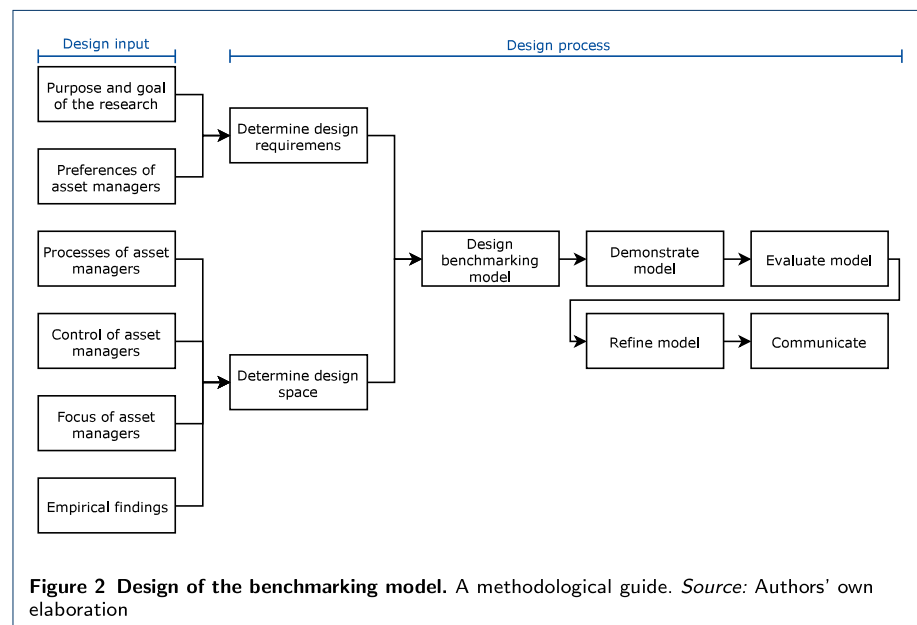 Design input
Design process
Purpose and goal
of the research
Preferences of
asset managers
Processes of asset
managers
Control of asset
managers
Focus of asset
managers
Empirical findings
Determine design
requiremens
Determine design
space
Design
benchmarking
model
Demonstrate
model
Evaluate model
Refine model
Communicate
Figure 2 Design of the benchmarking model. A methodological guide. Source: Authors' own
elaboration